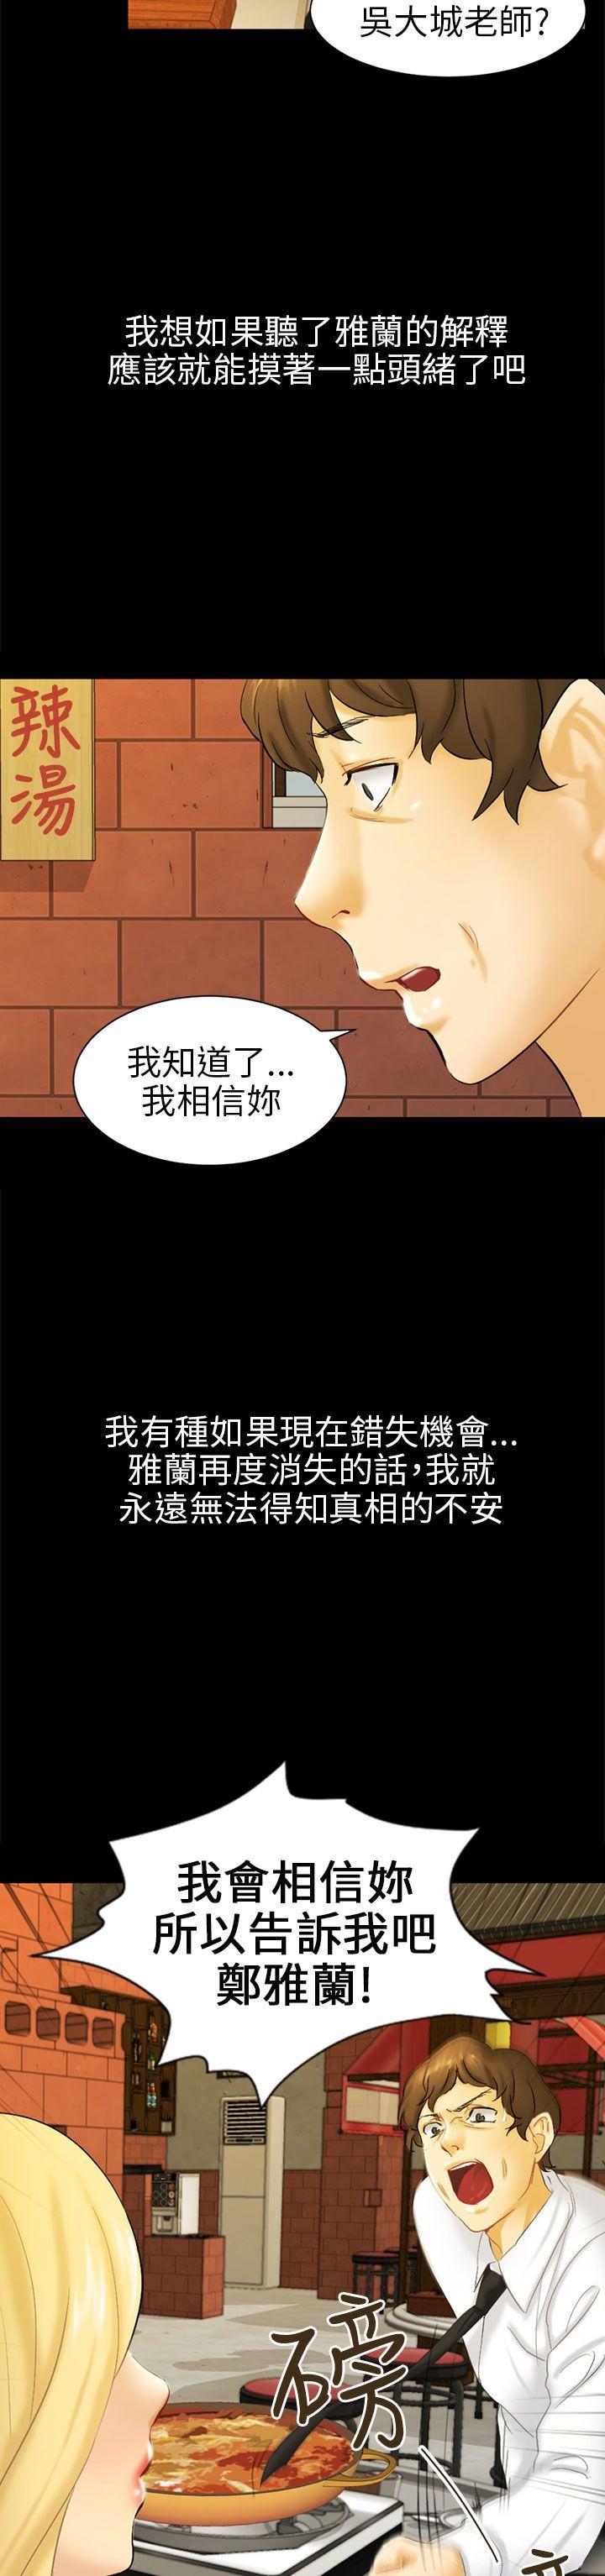 吳大城老師?
我想如果聽了雅蘭的解釋
應該就能摸著一點頭緒了吧
辣
湯
我知道了...
我相信妳
我有種如果現在錯失機會...
雅蘭再度消失的話，我就
永遠無法得知真相的不安
我會相信妳
所以告訴我吧
鄭雅蘭!
磅